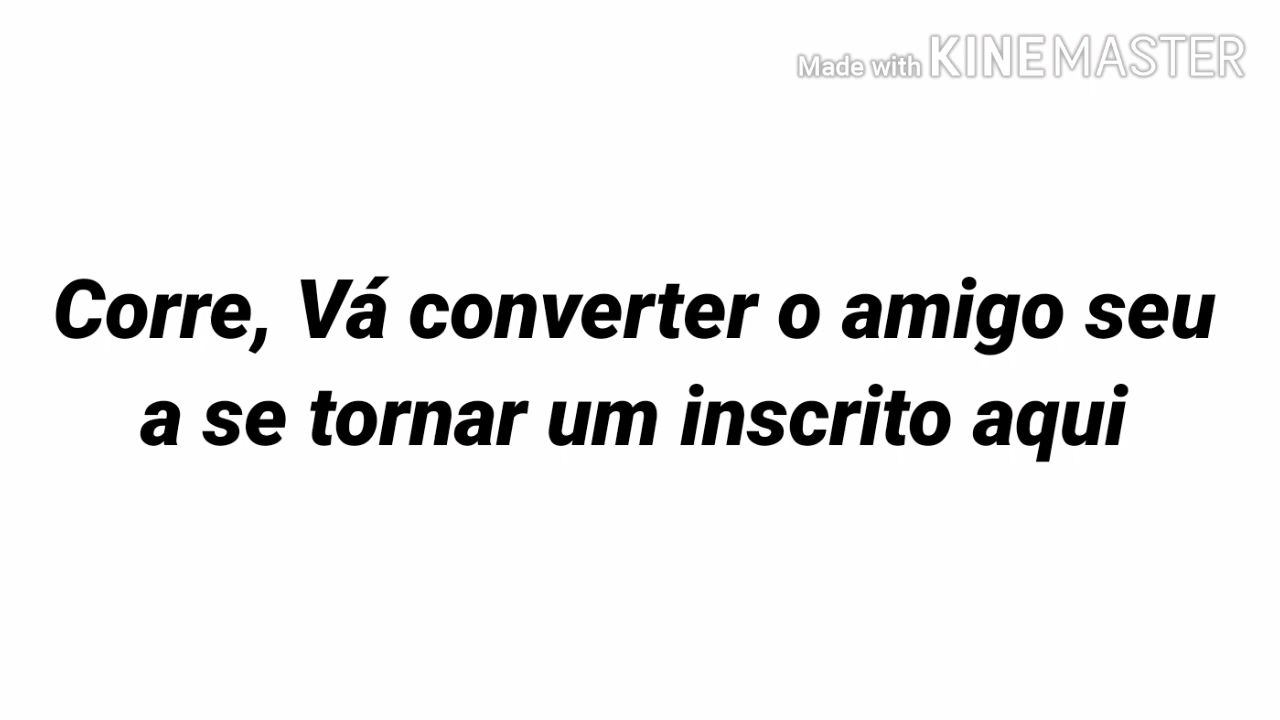 Made with KINEMASTER
Corre, Vá converter o amigo seu
a se tornar um inscrito aqui